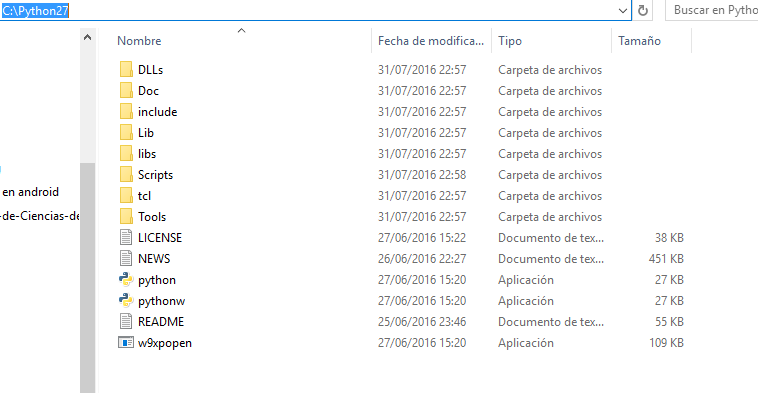 C:\Python27
Buscar en Pytho
Nombre Fecha de modifica... Tipo Tamaño
DLLs 31/07/2016 22:57 Carpeta de archivos
Doc 31/07/2016 22:57 Carpeta de archivos
include 31/07/2016 22:57 Carpeta de archivos
Lib 31/07/2016 22:57 Carpeta de archivos
libs 31/07/2016 22:57 Carpeta de archivos
Scripts 31/07/2016 22:58 Carpeta de archivos
en android tcl 31/07/2016 22:57 Carpeta de archivos
-de-Ciencias-de Tools 31/07/2016 22:57 Carpeta de archivos
LICENSE 27/06/2016 15:22 Documento de tex... 38 KB
NEWS 26/06/2016 22:27 Documento de tex... 451 KB
python 27/06/2016 15:20 Aplicación 27 KB
pythonw 27/06/2016 15:20 Aplicación 27 KB
README 25/06/2016 23:46 Documento de tex... 55 KB
w9xpopen 27/06/2016 15:20 Aplicación 109 KB